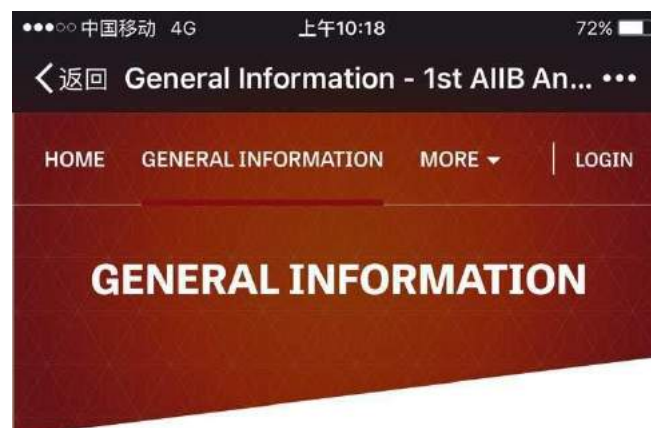 ●●●○○ 中国移动 4G 上午10:18 72%
返回 General Information - 1st AIIB An... •••
HOME GENERAL INFORMATION MORE LOGIN
GENERAL INFORMATION